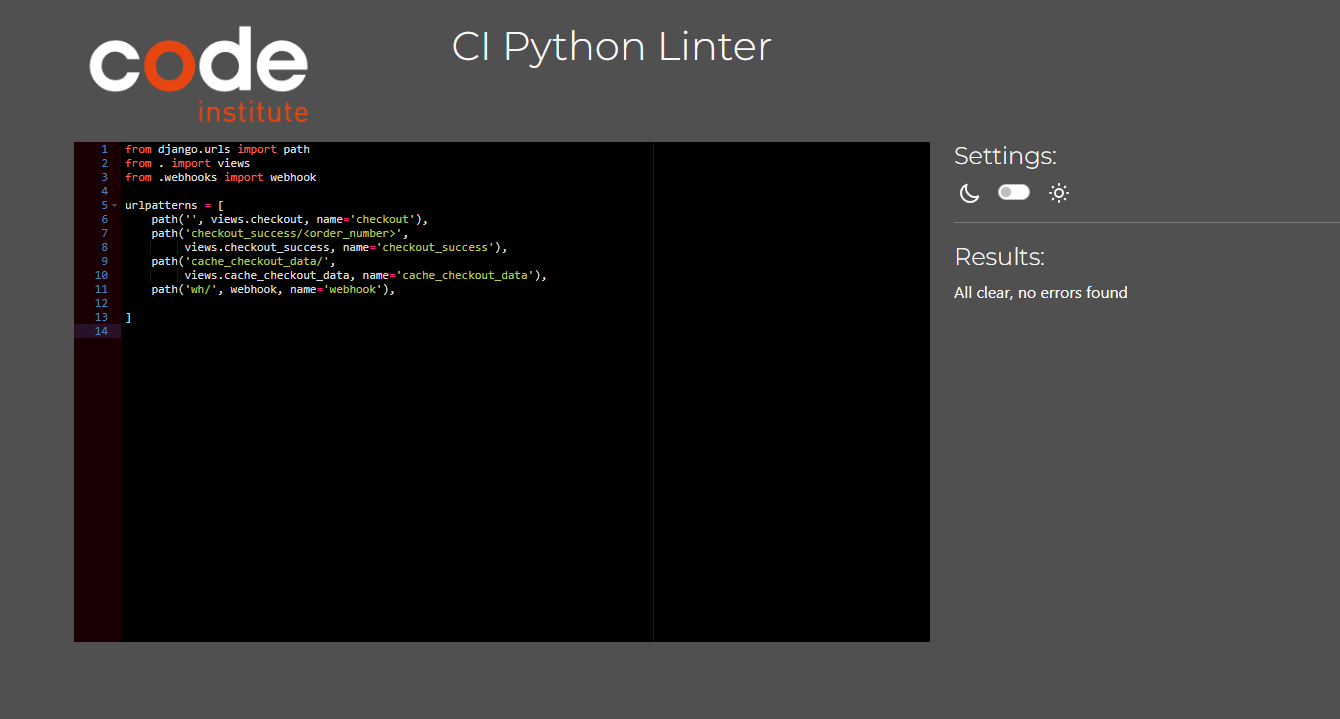 code
institute
CI Python Linter
1 from django.urls import path
2 from . import views
3 from .webhooks import webhook
4
5 urlpatterns = [
6     path('', views.checkout, name='checkout'),
7     path('checkout_success/<order_number>',
8          views.checkout_success, name='checkout_success'),
9     path('cache_checkout_data/',
10          views.cache_checkout_data, name='cache_checkout_data'),
11     path('wh/', webhook, name='webhook'),
12
13 ]
14
Settings:
Results:
All clear, no errors found